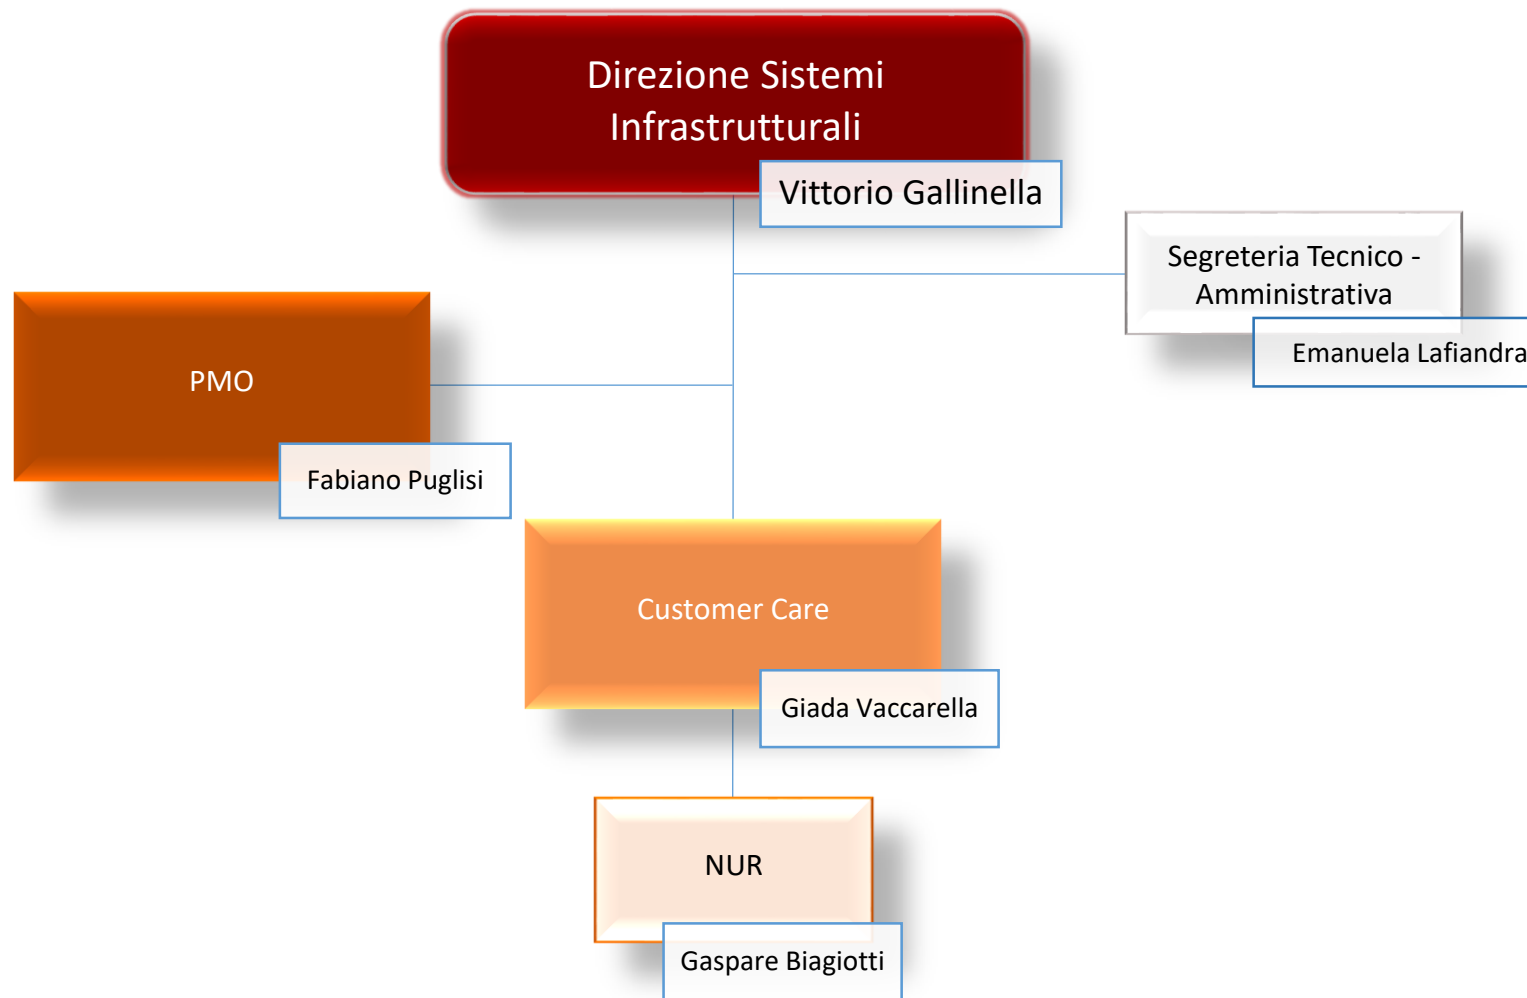 Direzione Sistemi
Infrastrutturali
Vittorio Gallinella
Segreteria Tecnico -
Amministrativa
Emanuela Lafiandra
PMO
Fabiano Puglisi
Customer Care
Giada Vaccarella
NUR
Gaspare Biagiotti